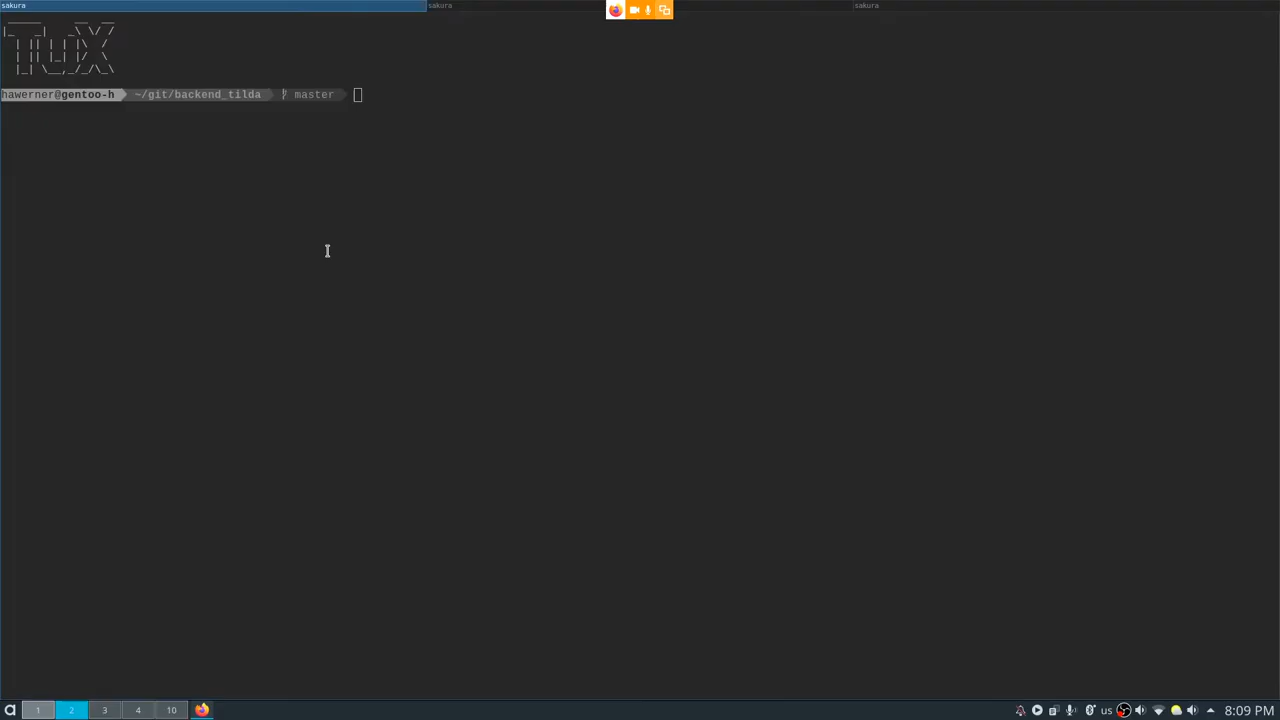 sakura sakura sakura
TUX
hawerner@gentoo-h ~/git/backend_tilda master
1 2 3 4 10 us 8:09 PM